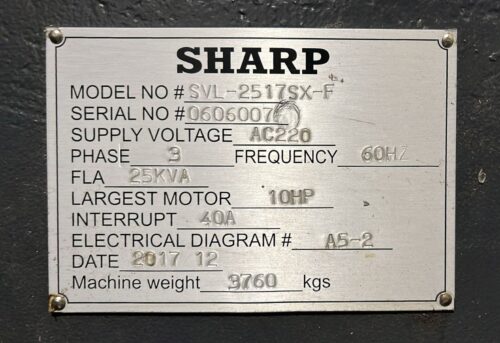 SHARP
MODEL NO # SVL-2517SX-F
SERIAL NO # 0606007
SUPPLY VOLTAGE AC220
PHASE 3 FREQUENCY 60HZ
FLA 25KVA
LARGEST MOTOR 10HP
INTERRUPT 40A
ELECTRICAL DIAGRAM # A5-2
DATE 2017 12
Machine weight 3760 kgs